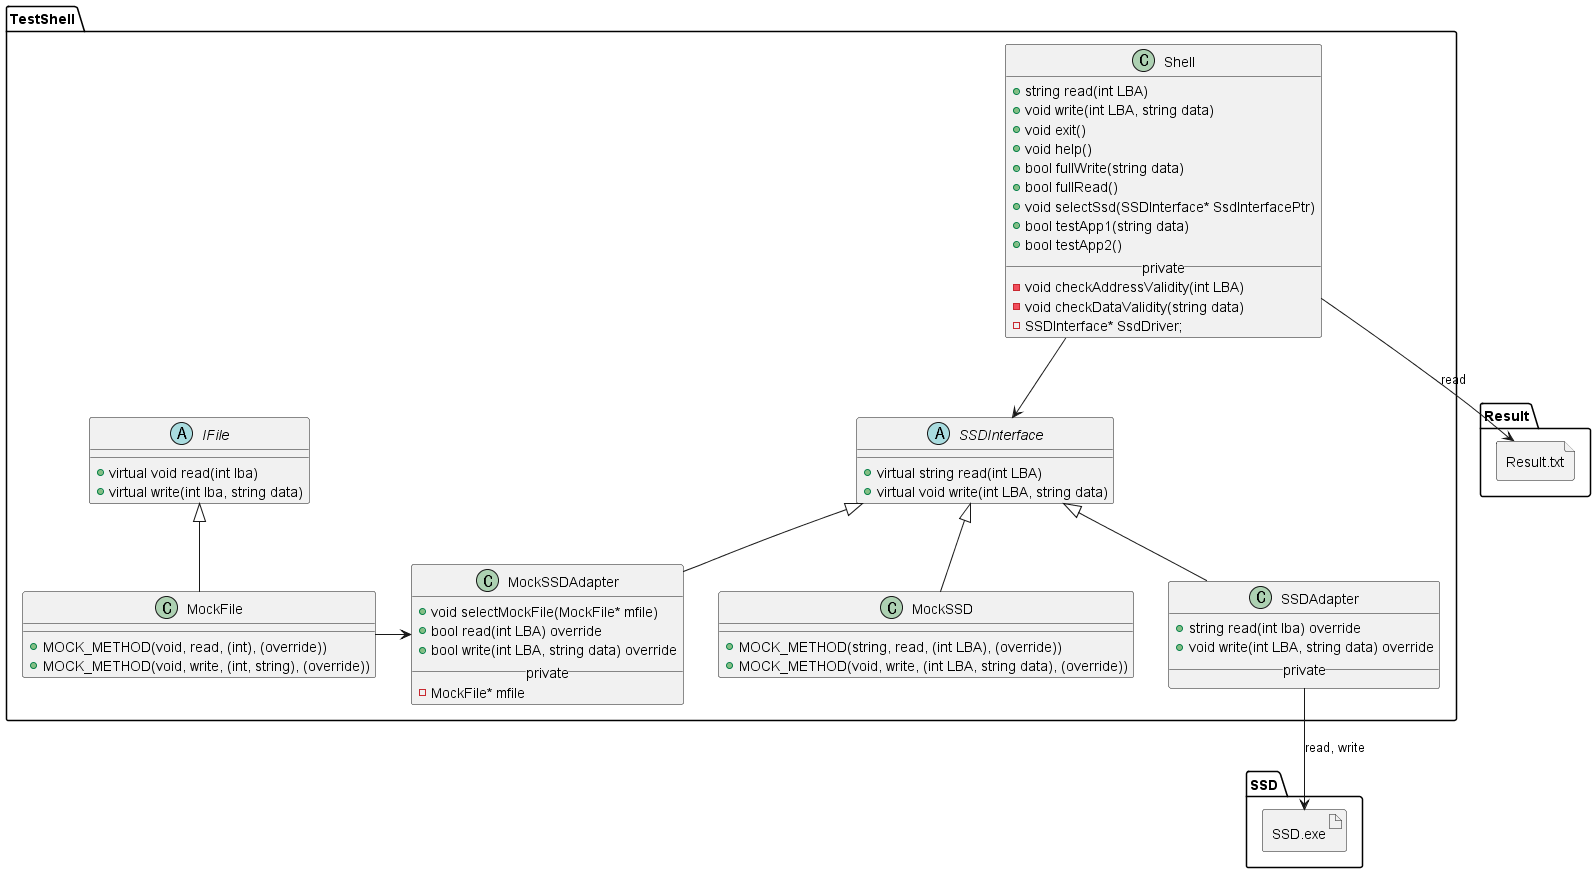 TestShell
C Shell
string read(int LBA)
void write(int LBA, string data)
void exit()
void help()
bool fullWrite(string data)
bool fullRead()
void selectSsd(SSDInterface* SsdInterfacePtr)
bool testApp1(string data)
bool testApp2()
private
void checkAddressValidity(int LBA)
void checkDataValidity(string data)
SSDInterface* SsdDriver;
read
Result
Result.txt
A IFile
virtual void read(int lba)
virtual write(int lba, string data)
A SSDInterface
virtual string read(int LBA)
virtual void write(int LBA, string data)
C MockFile
MOCK_METHOD(void, read, (int), (override))
MOCK_METHOD(void, write, (int, string), (override))
C MockSSDAdapter
void selectMockFile(MockFile* mfile)
bool read(int LBA) override
bool write(int LBA, string data) override
private
MockFile* mfile
C MockSSD
MOCK_METHOD(string, read, (int LBA), (override))
MOCK_METHOD(void, write, (int LBA, string data), (override))
C SSDAdapter
string read(int lba) override
void write(int LBA, string data) override
private
read, write
SSD
SSD.exe